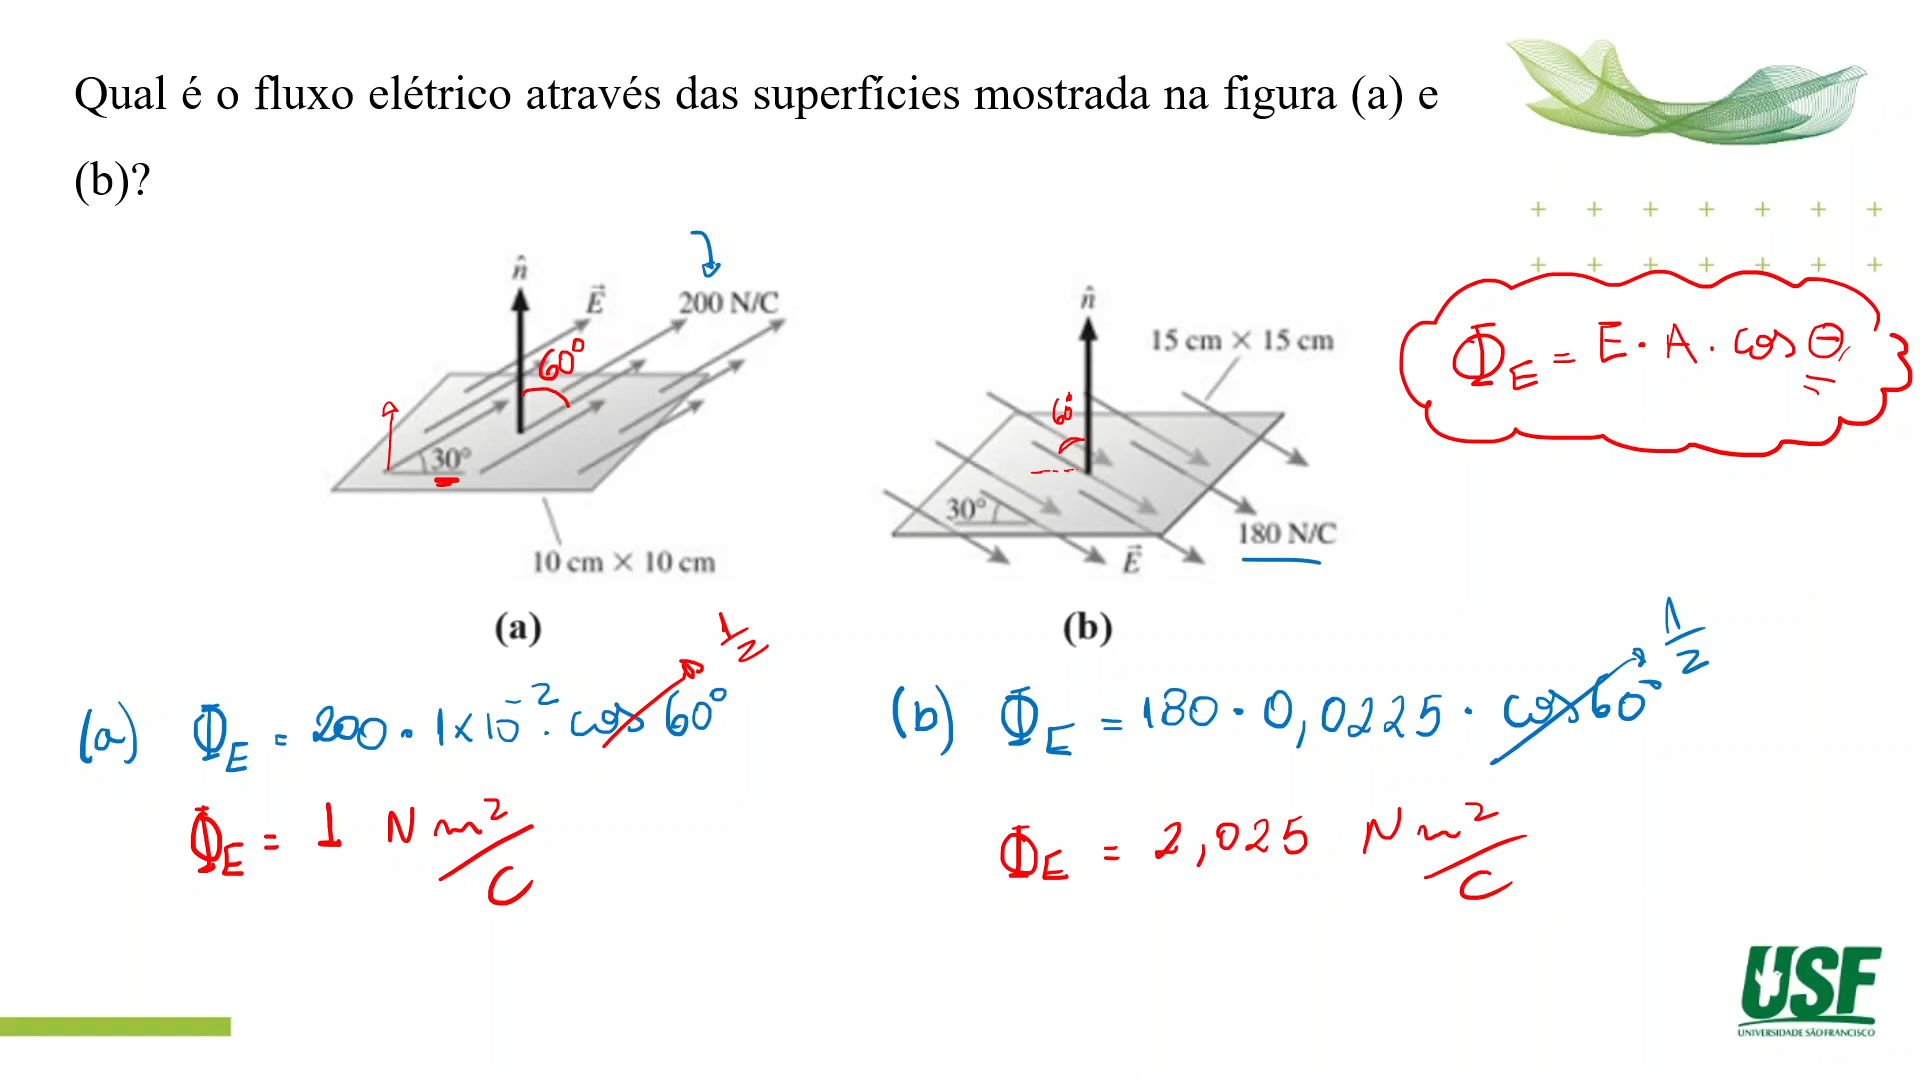 Qual é o fluxo elétrico através das superfícies mostrada na figura (a) e
(b)?
n̂
E⃗
200 N/C
60°
30°
10 cm × 10 cm
(a)
n̂
15 cm × 15 cm
60°
30°
180 N/C
E⃗
(b)
Φ_E = E · A · cos θ
(a) Φ_E = 200 · 1×10⁻² · cos 60°
1/2
Φ_E = 1 N m²/C
(b) Φ_E = 180 · 0,0225 · cos 60°
1/2
Φ_E = 2,025 N m²/C
USF
UNIVERSIDADE SÃO FRANCISCO